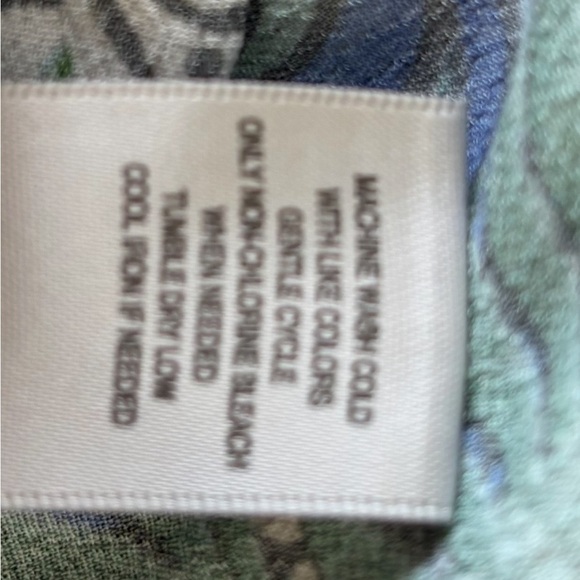 MACHINE WASH COLD
WITH LIKE COLORS
GENTLE CYCLE
ONLY NON-CHLORINE BLEACH
WHEN NEEDED
TUMBLE DRY LOW
COOL IRON IF NEEDED